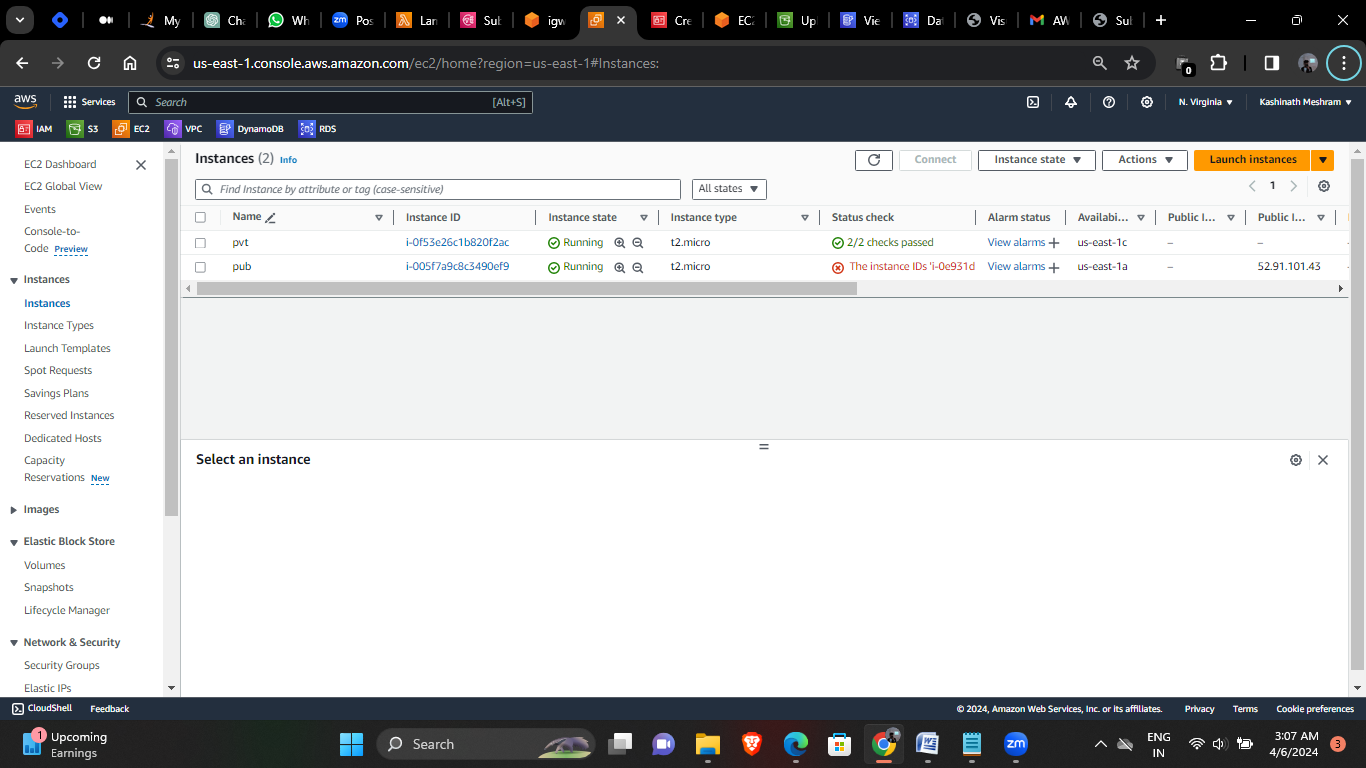 My
Cha
Wh
zm Pos
Lar
Sub
igw
Cre
EC2
Up
Vie
Dat
Vis
AW
Sul
us-east-1.console.aws.amazon.com/ec2/home?region=us-east-1#Instances:
0
aws Services Search [Alt+S] N. Virginia Kashinath Meshram
IAM S3 EC2 VPC DynamoDB RDS
EC2 Dashboard
EC2 Global View
Events
Console-to-
Code Preview
Instances
Instances
Instance Types
Launch Templates
Spot Requests
Savings Plans
Reserved Instances
Dedicated Hosts
Capacity
Reservations New
Images
Elastic Block Store
Volumes
Snapshots
Lifecycle Manager
Network & Security
Security Groups
Elastic IPs
Instances (2) Info Connect Instance state Actions Launch instances
Find Instance by attribute or tag (case-sensitive) All states 1
Name Instance ID Instance state Instance type Status check Alarm status Availabi... Public I... Public I...
pvt i-0f53e26c1b820f2ac Running t2.micro 2/2 checks passed View alarms + us-east-1c – –
pub i-005f7a9c8c3490ef9 Running t2.micro The instance IDs 'i-0e931d View alarms + us-east-1a – 52.91.101.43
Select an instance
CloudShell Feedback © 2024, Amazon Web Services, Inc. or its affiliates. Privacy Terms Cookie preferences
1 Upcoming
Earnings
Search
zm
ENG
IN
3:07 AM
4/6/2024
3